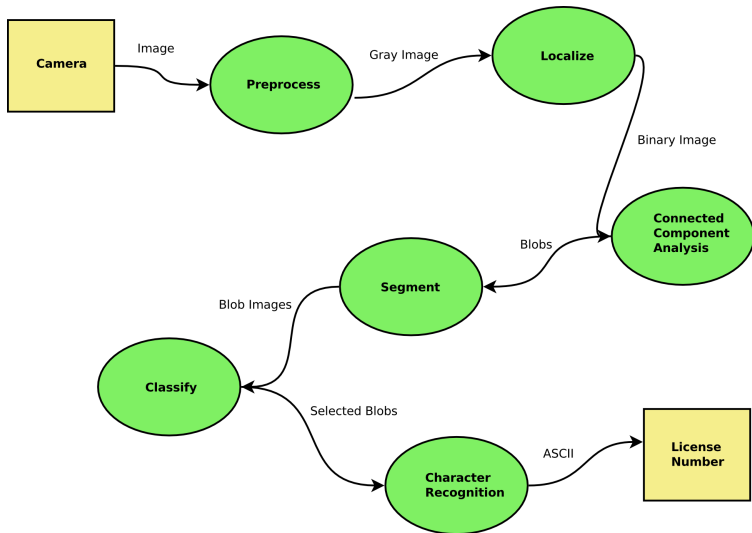 Camera
Image
Preprocess
Gray Image
Localize
Binary Image
Connected
Component
Analysis
Blobs
Segment
Blob Images
Classify
Selected Blobs
Character
Recognition
ASCII
License
Number